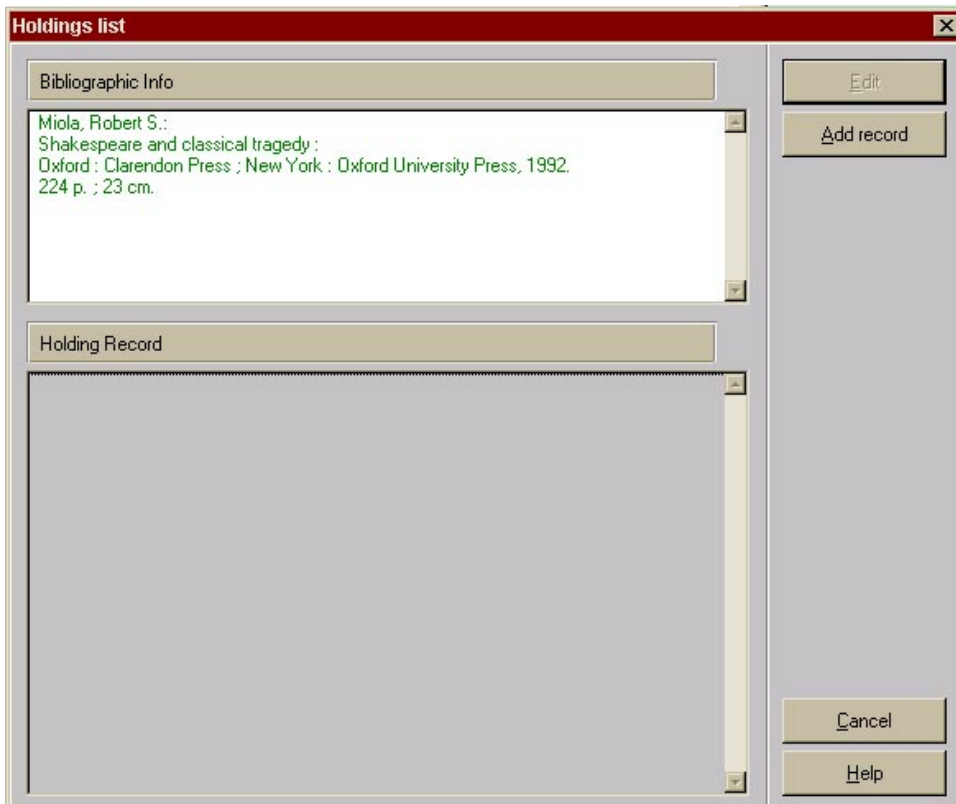 Holdings list
Bibliographic Info
Miola, Robert S.:
Shakespeare and classical tragedy :
Oxford : Clarendon Press ; New York : Oxford University Press, 1992.
224 p. ; 23 cm.
Holding Record
Edit
Add record
Cancel
Help